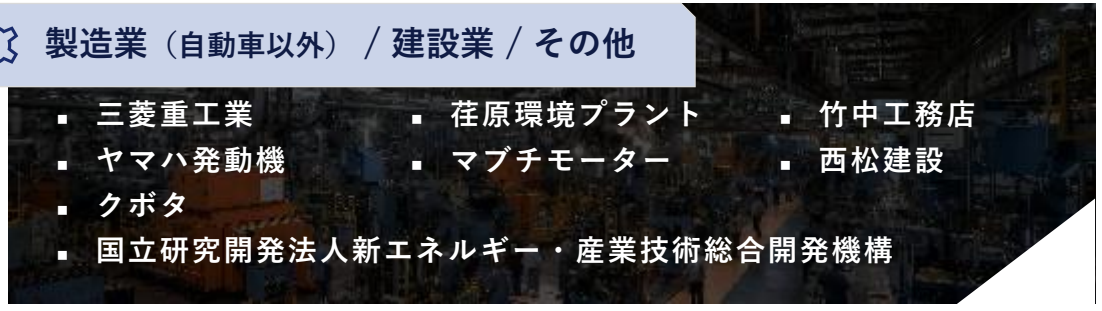 製造業（自動車以外） / 建設業 / その他
▪ 三菱重工業 ▪ 荏原環境プラント ▪ 竹中工務店
▪ ヤマハ発動機 ▪ マブチモーター ▪ 西松建設
▪ クボタ
▪ 国立研究開発法人新エネルギー・産業技術総合開発機構